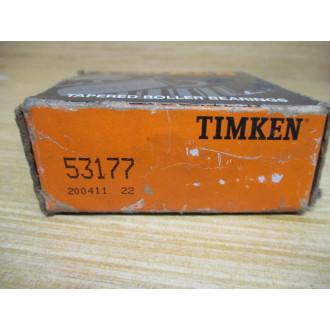 TAPERED ROLLER BEARINGS
TIMKEN
53177
200411 22